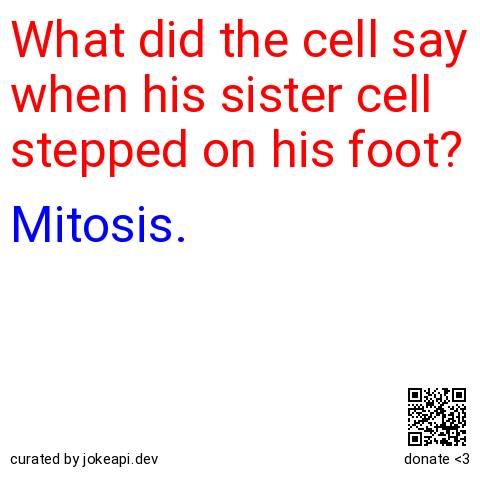 What did the cell say
when his sister cell
stepped on his foot?
Mitosis.
curated by jokeapi.dev
donate <3